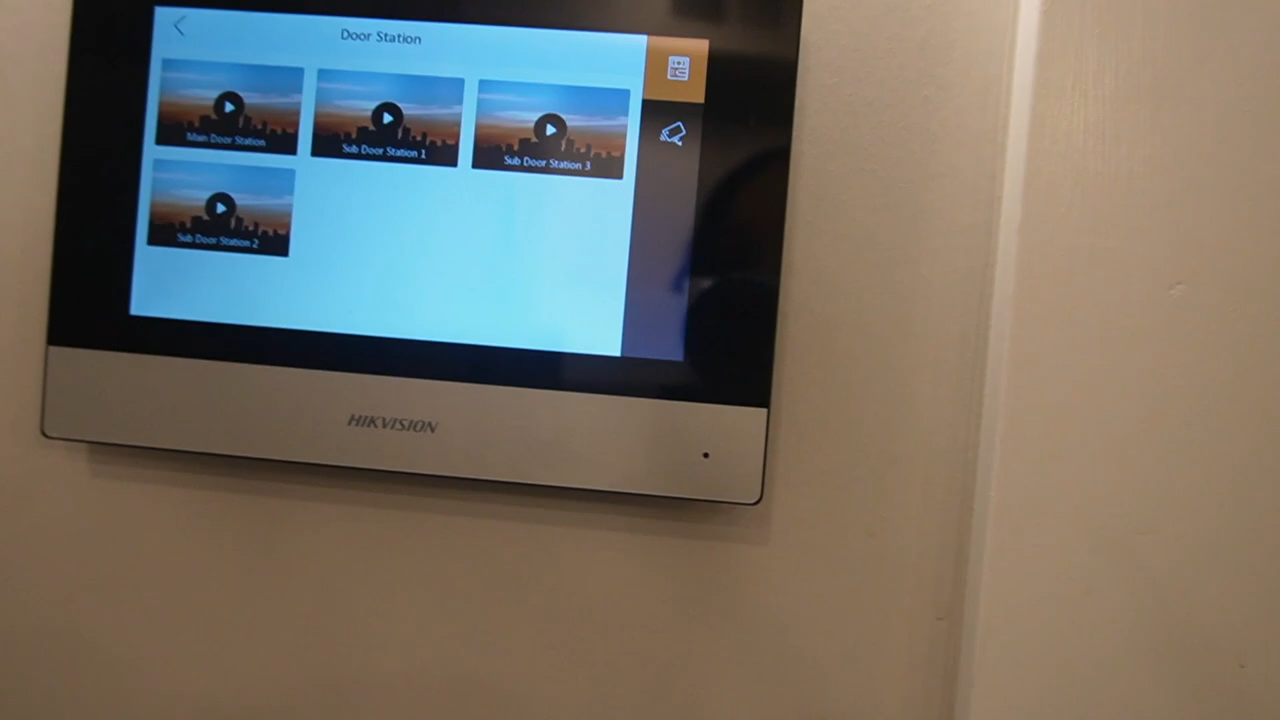 Door Station
Main Door Station
Sub Door Station 1
Sub Door Station 3
Sub Door Station 2
HIKVISION